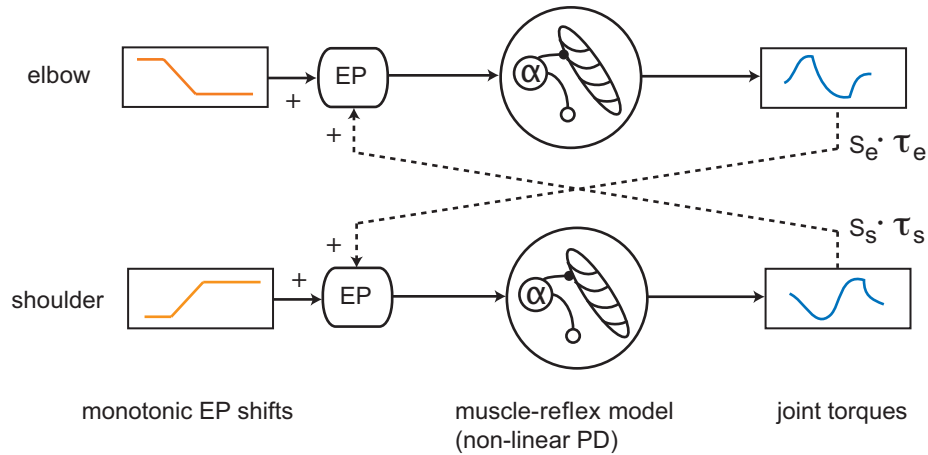 elbow
+
EP
α
+
s_e · τ_e
s_s · τ_s
+
shoulder
+
EP
α
monotonic EP shifts
muscle-reflex model
(non-linear PD)
joint torques